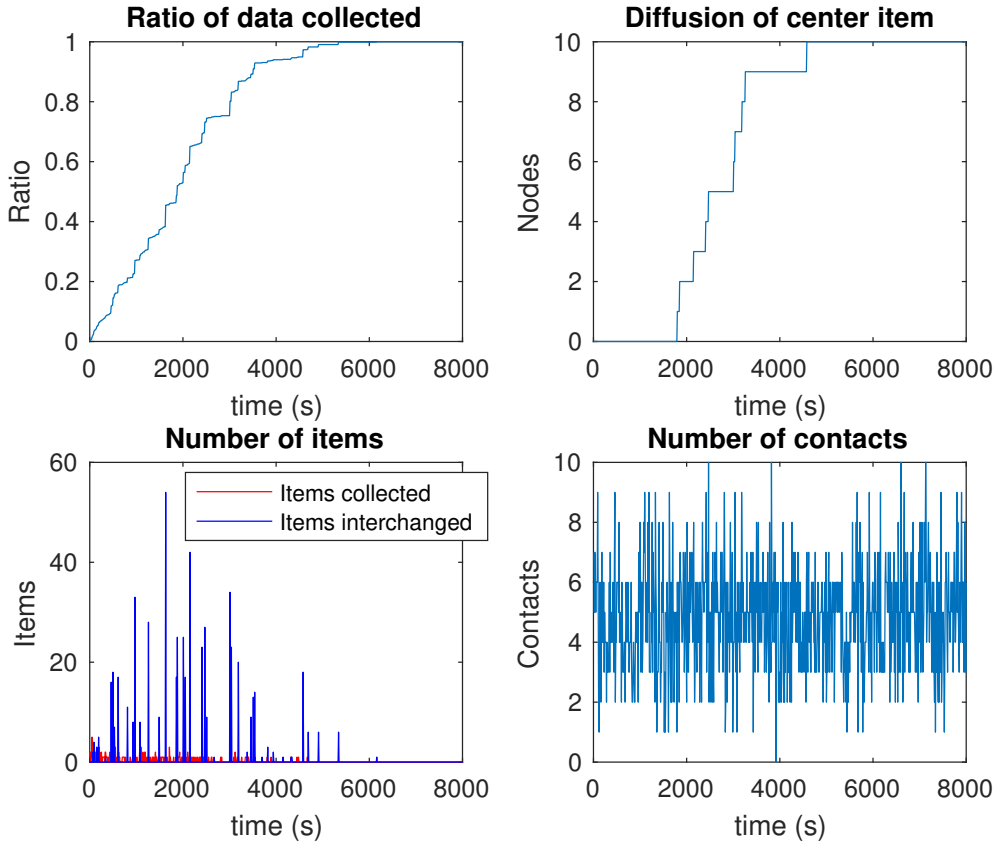 Ratio of data collected
1
0.8
0.6
0.4
0.2
0
0 2000 4000 6000 8000
Ratio
time (s)
Diffusion of center item
10
8
6
4
2
0
0 2000 4000 6000 8000
Nodes
time (s)
Number of items
60
40
20
0
0 2000 4000 6000 8000
Items
time (s)
Items collected
Items interchanged
Number of contacts
10
8
6
4
2
0
0 2000 4000 6000 8000
Contacts
time (s)